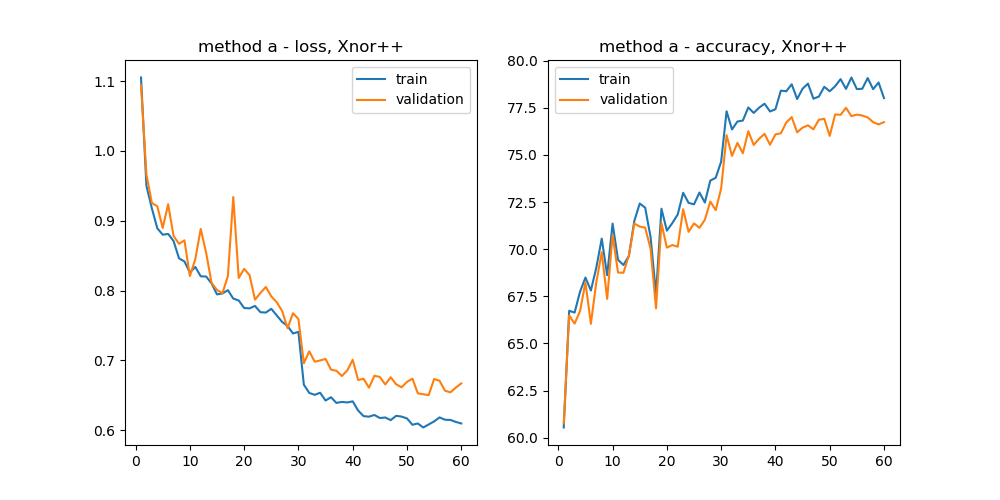 method a - loss, Xnor++
train
validation
1.1
1.0
0.9
0.8
0.7
0.6
0 10 20 30 40 50 60
method a - accuracy, Xnor++
train
validation
80.0
77.5
75.0
72.5
70.0
67.5
65.0
62.5
60.0
0 10 20 30 40 50 60